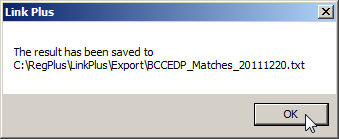 Link Plus
The result has been saved to
C:\RegPlus\LinkPlus\Export\BCCEDP_Matches_20111220.txt
OK